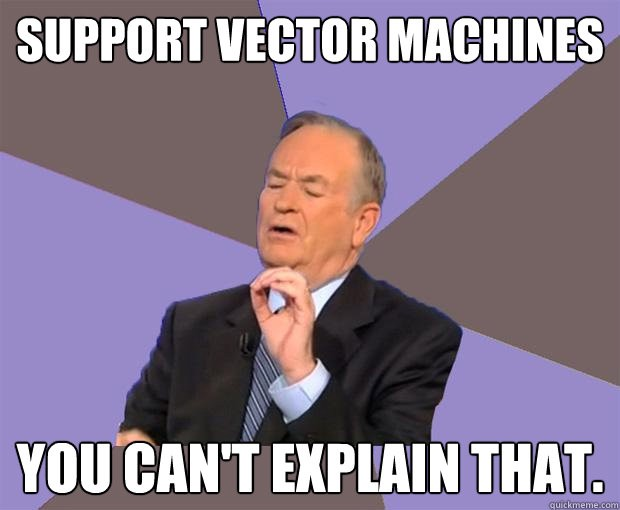 SUPPORT VECTOR MACHINES
YOU CAN'T EXPLAIN THAT.
quickmeme.com